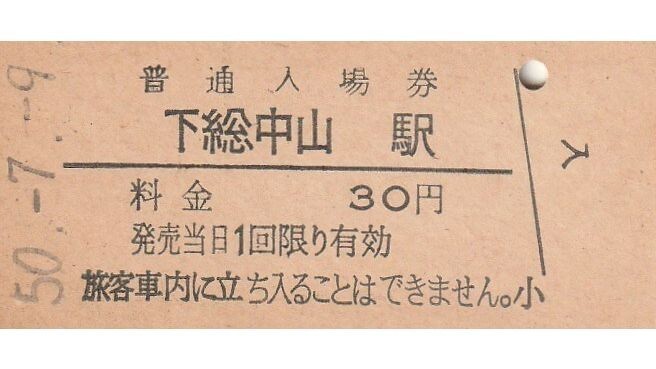 普通入場券
下総中山 駅
料金 30円
発売当日1回限り有効
旅客車内に立ち入ることはできません。小
入
50.-7.-9